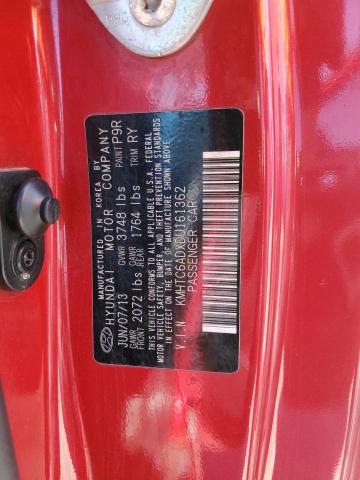 MANUFACTURED IN KOREA BY
HYUNDAI MOTOR COMPANY
JUN/07/13 GVWR 3748 lbs PAINT P9R
GAWR FRONT 2072 lbs GAWR REAR 1764 lbs TRIM RY
THIS VEHICLE CONFORMS TO ALL APPLICABLE U.S.A. FEDERAL
MOTOR VEHICLE SAFETY, BUMPER, AND THEFT PREVENTION STANDARDS
IN EFFECT ON THE DATE OF MANUFACTURE SHOWN ABOVE.
V.I.N : KMHTC6ADXDU161362
PASSENGER CAR